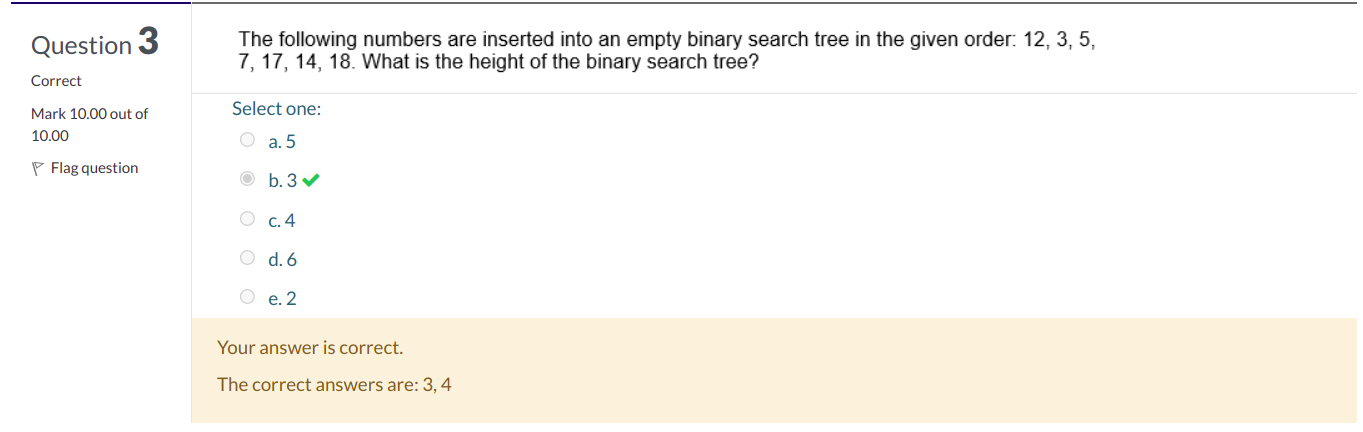 Question 3
Correct
Mark 10.00 out of
10.00
Flag question
The following numbers are inserted into an empty binary search tree in the given order: 12, 3, 5,
7, 17, 14, 18. What is the height of the binary search tree?
Select one:
a. 5
b. 3
c. 4
d. 6
e. 2
Your answer is correct.
The correct answers are: 3, 4